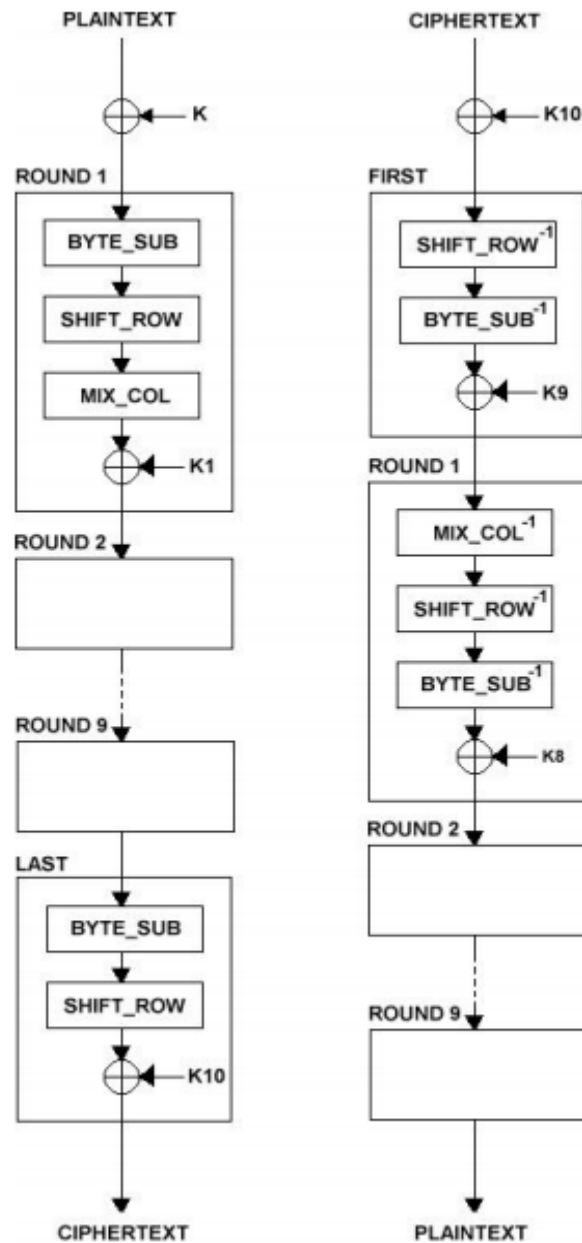 PLAINTEXT
K
ROUND 1
BYTE_SUB
SHIFT_ROW
MIX_COL
K1
ROUND 2
ROUND 9
LAST
BYTE_SUB
SHIFT_ROW
K10
CIPHERTEXT
CIPHERTEXT
K10
FIRST
SHIFT_ROW-1
BYTE_SUB-1
K9
ROUND 1
MIX_COL-1
SHIFT_ROW-1
BYTE_SUB-1
K8
ROUND 2
ROUND 9
PLAINTEXT